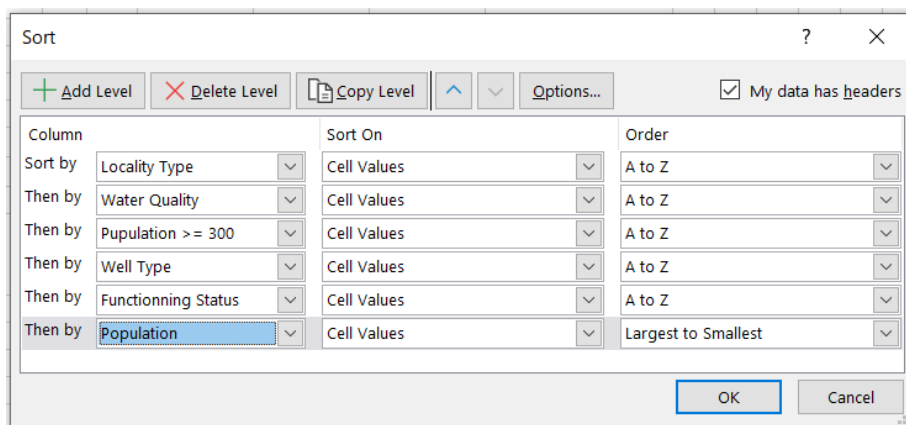 Sort ?
Add Level Delete Level Copy Level Options... My data has headers
Column Sort On Order
Sort by Locality Type Cell Values A to Z
Then by Water Quality Cell Values A to Z
Then by Pupulation >= 300 Cell Values A to Z
Then by Well Type Cell Values A to Z
Then by Functionning Status Cell Values A to Z
Then by Population Cell Values Largest to Smallest
OK Cancel